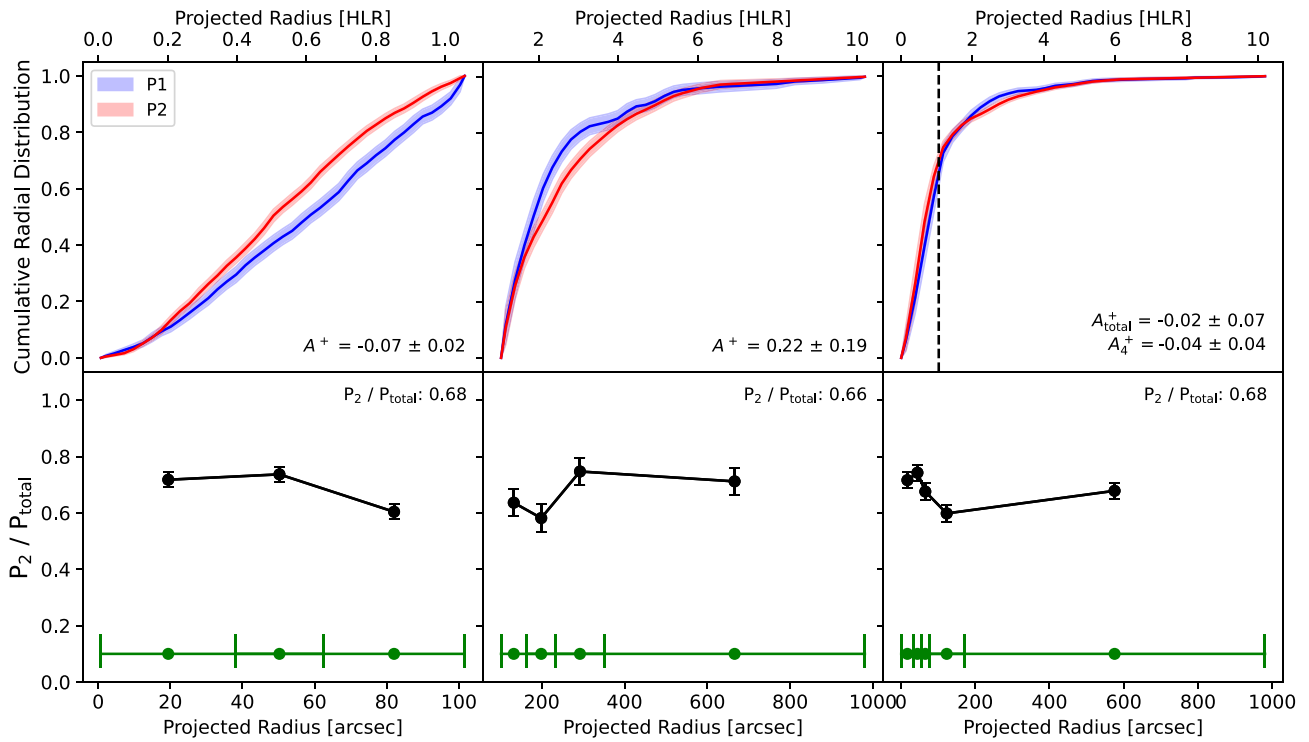 Projected Radius [HLR] Projected Radius [HLR] Projected Radius [HLR]
0.0 0.2 0.4 0.6 0.8 1.0 2 4 6 8 10 0 2 4 6 8 10
Cumulative Radial Distribution
1.0
0.8
0.6
0.4
0.2
0.0
P1
P2
A⁺ = -0.07 ± 0.02
A⁺ = 0.22 ± 0.19
A⁺total = -0.02 ± 0.07
A⁺4 = -0.04 ± 0.04
P₂ / Ptotal
1.0
0.8
0.6
0.4
0.2
0.0
P₂ / Ptotal: 0.68
P₂ / Ptotal: 0.66
P₂ / Ptotal: 0.68
0 20 40 60 80 100 200 400 600 800 1000 0 200 400 600 800 1000
Projected Radius [arcsec] Projected Radius [arcsec] Projected Radius [arcsec]